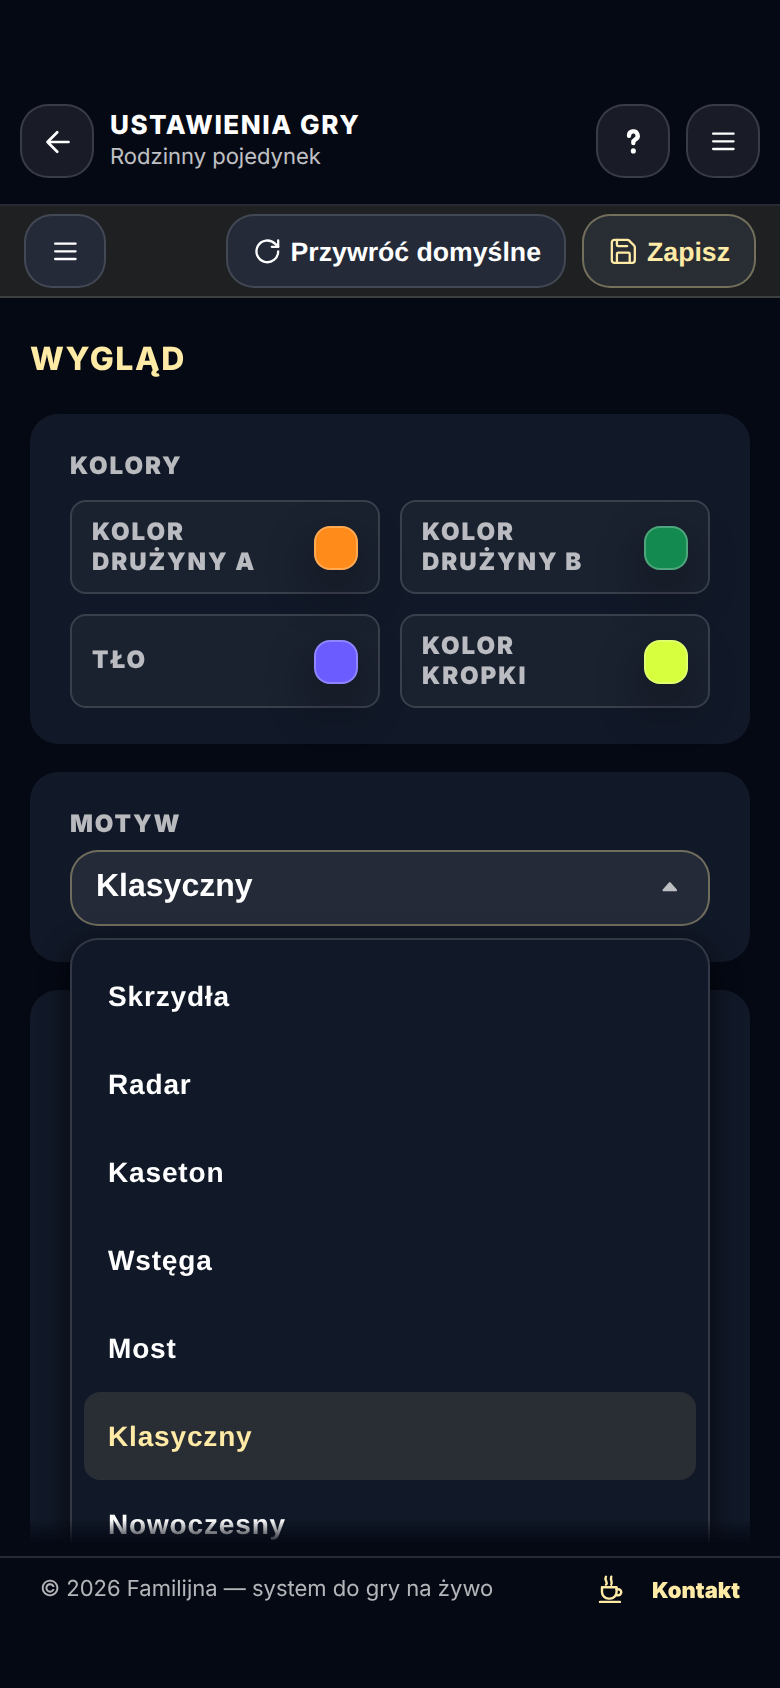 USTAWIENIA GRY
Rodzinny pojedynek
?
Przywróć domyślne
Zapisz
WYGLĄD
KOLORY
KOLOR
DRUŻYNY A
KOLOR
DRUŻYNY B
TŁO
KOLOR
KROPKI
MOTYW
Klasyczny
Skrzydła
Radar
Kaseton
Wstęga
Most
Klasyczny
Nowoczesny
© 2026 Familijna — system do gry na żywo
Kontakt